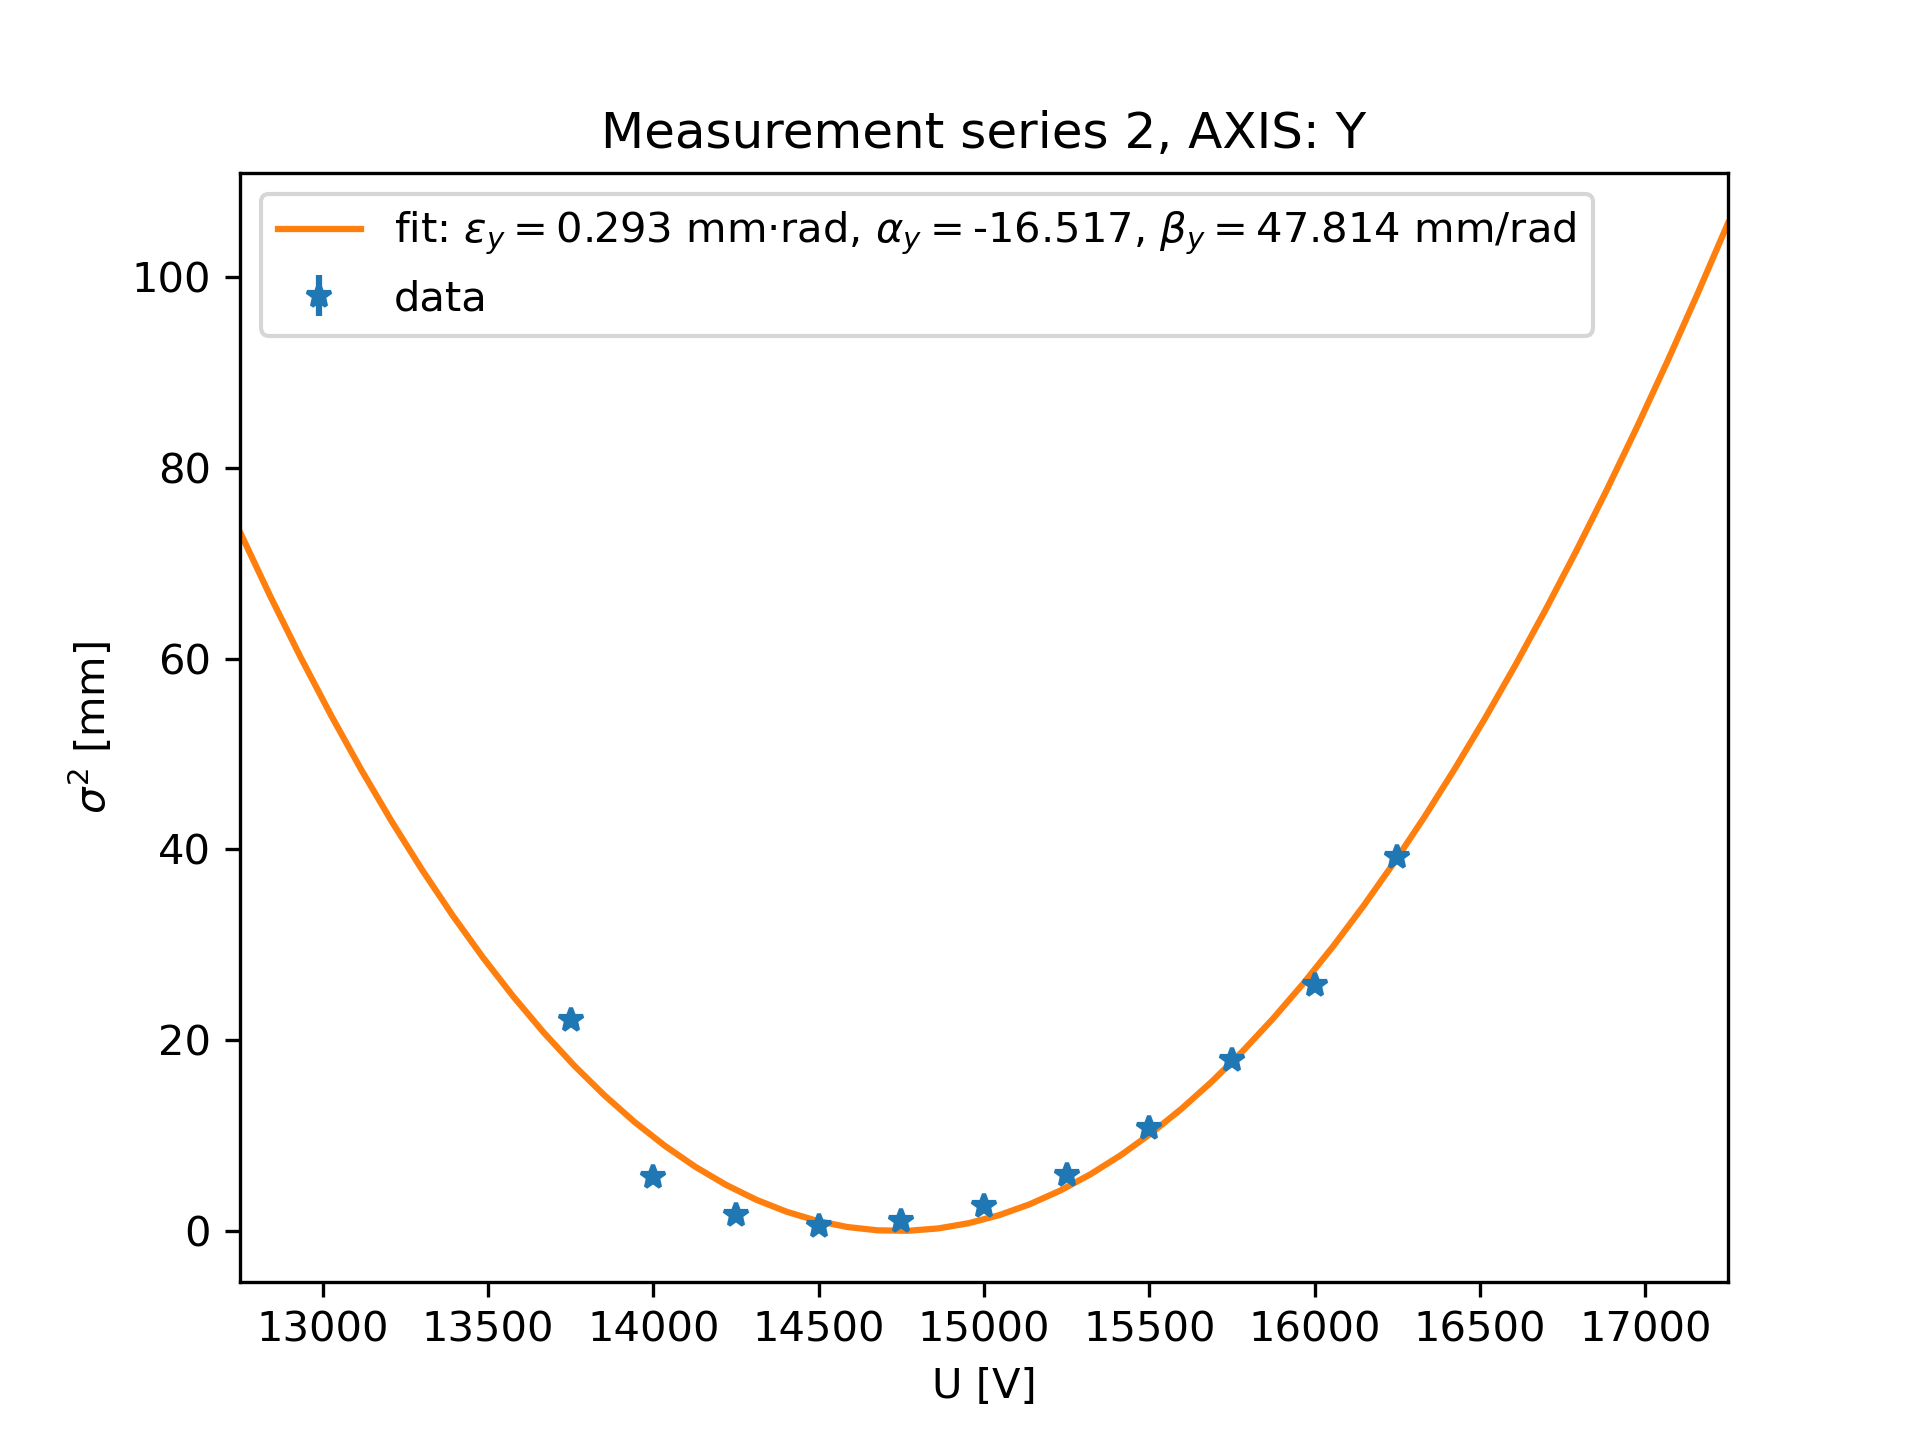 Measurement series 2, AXIS: Y
fit: εy = 0.293 mm·rad, αy = -16.517, βy = 47.814 mm/rad
data
σ² [mm]
100
80
60
40
20
0
13000 13500 14000 14500 15000 15500 16000 16500 17000
U [V]